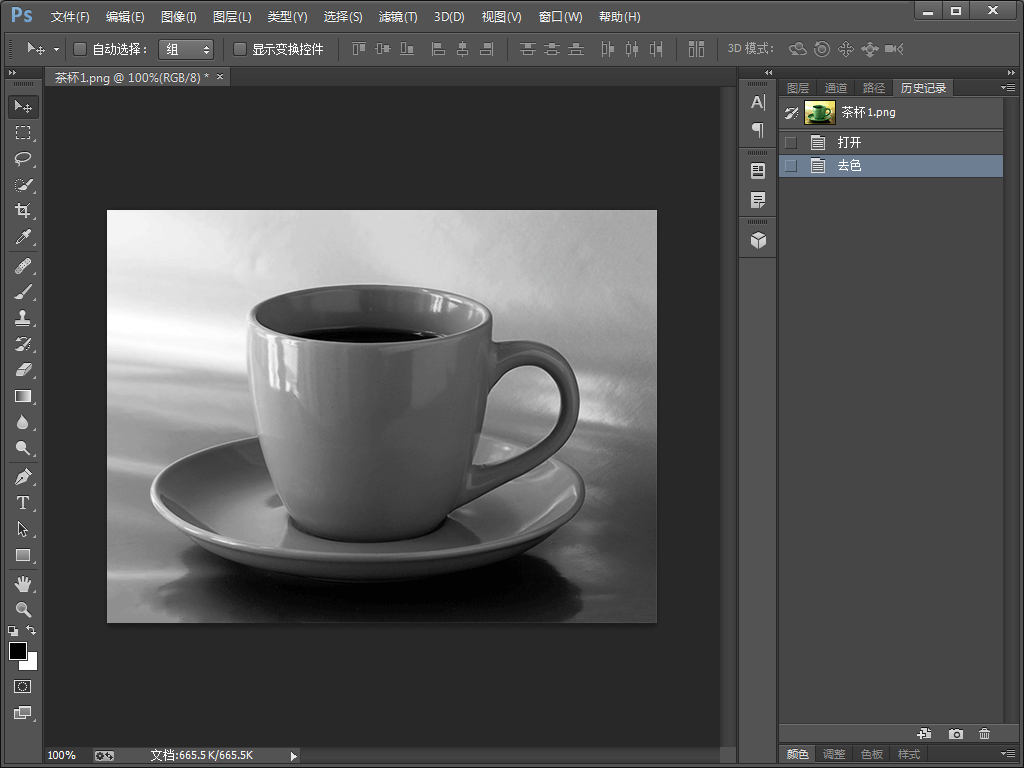 Ps 文件(F) 编辑(E) 图像(I) 图层(L) 类型(Y) 选择(S) 滤镜(T) 3D(D) 视图(V) 窗口(W) 帮助(H)
自动选择: 组 显示变换控件 3D 模式:
茶杯1.png @ 100%(RGB/8) * ×
图层 通道 路径 历史记录
茶杯1.png
打开
去色
100% 文档:665.5K/665.5K
颜色 调整 色板 样式